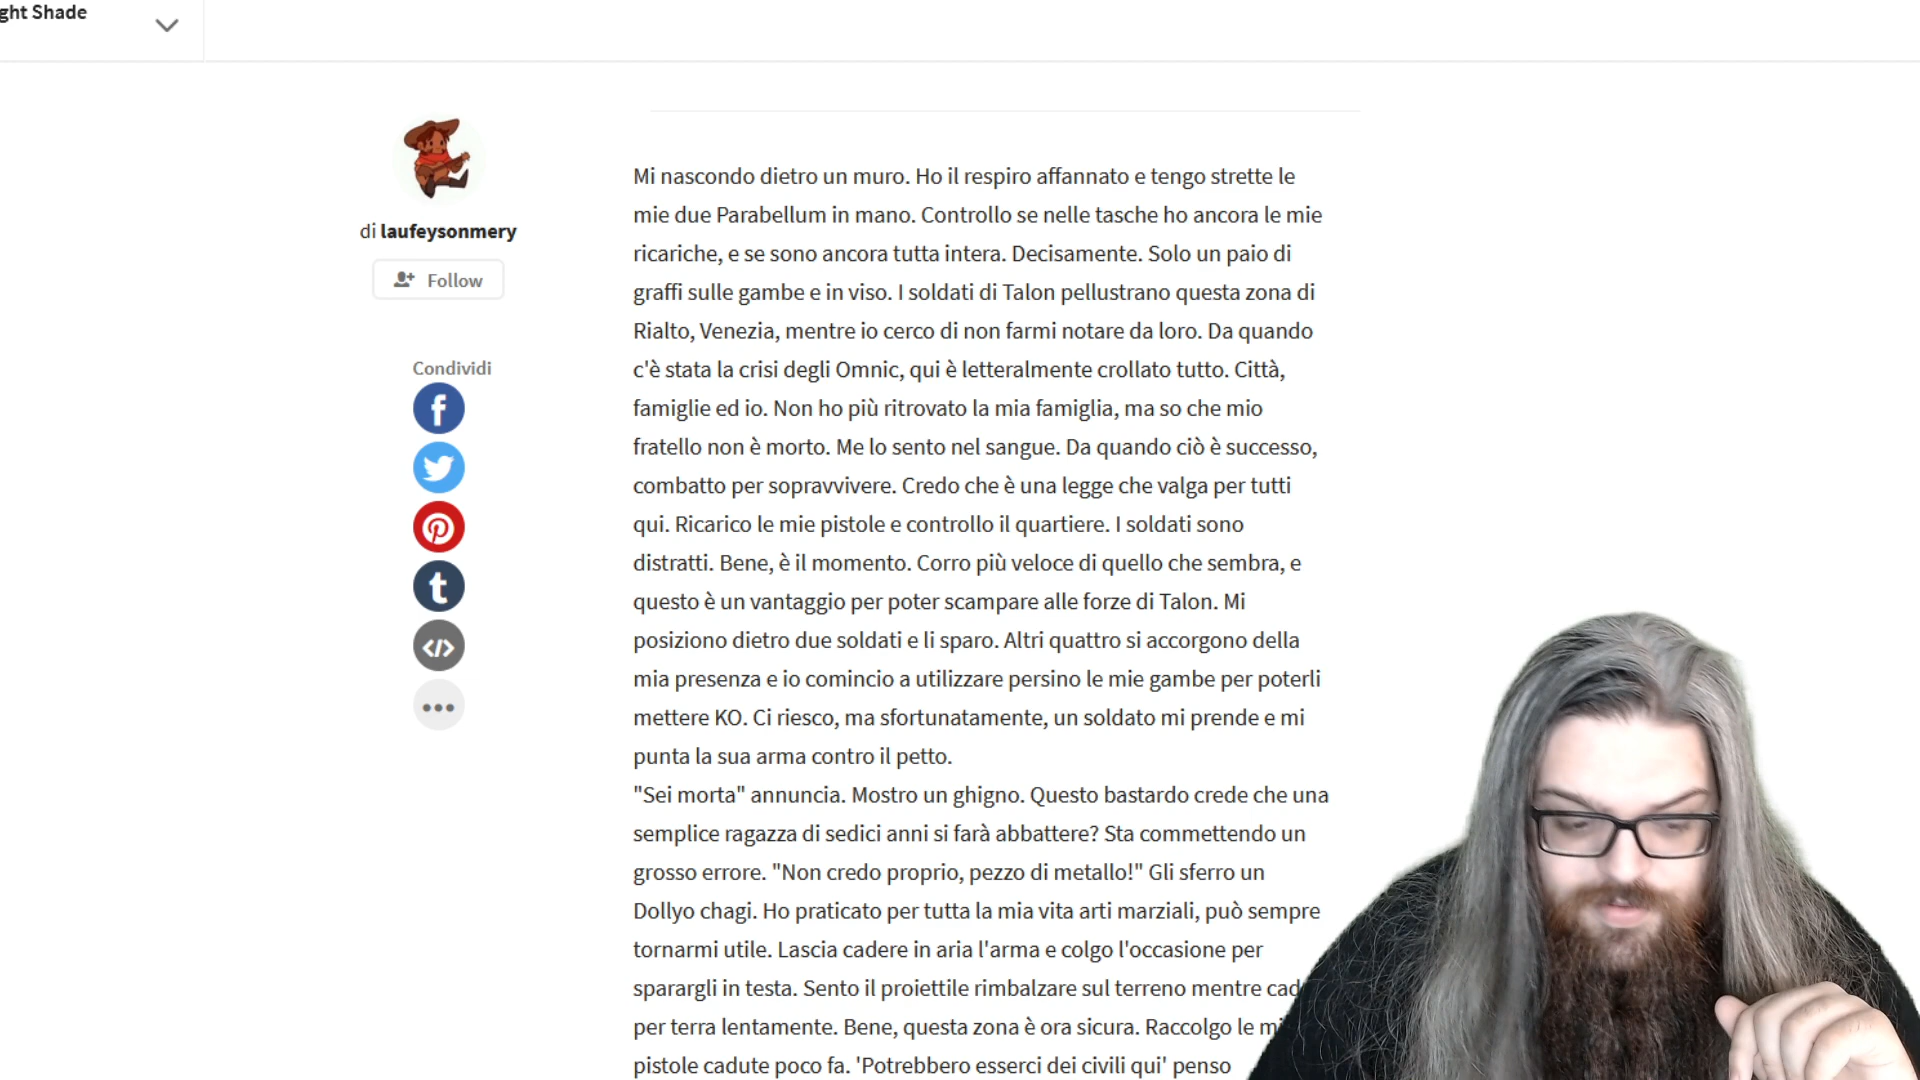 ght Shade
di laufeysonmery
Follow
Condividi
Mi nascondo dietro un muro. Ho il respiro affannato e tengo strette le
mie due Parabellum in mano. Controllo se nelle tasche ho ancora le mie
ricariche, e se sono ancora tutta intera. Decisamente. Solo un paio di
graffi sulle gambe e in viso. I soldati di Talon pellustrano questa zona di
Rialto, Venezia, mentre io cerco di non farmi notare da loro. Da quando
c'è stata la crisi degli Omnic, qui è letteralmente crollato tutto. Città,
famiglie ed io. Non ho più ritrovato la mia famiglia, ma so che mio
fratello non è morto. Me lo sento nel sangue. Da quando ciò è successo,
combatto per sopravvivere. Credo che è una legge che valga per tutti
qui. Ricarico le mie pistole e controllo il quartiere. I soldati sono
distratti. Bene, è il momento. Corro più veloce di quello che sembra, e
questo è un vantaggio per poter scampare alle forze di Talon. Mi
posiziono dietro due soldati e li sparo. Altri quattro si accorgono della
mia presenza e io comincio a utilizzare persino le mie gambe per poterli
mettere KO. Ci riesco, ma sfortunatamente, un soldato mi prende e mi
punta la sua arma contro il petto.
"Sei morta" annuncia. Mostro un ghigno. Questo bastardo crede che una
semplice ragazza di sedici anni si farà abbattere? Sta commettendo un
grosso errore. "Non credo proprio, pezzo di metallo!" Gli sferro un
Dollyo chagi. Ho praticato per tutta la mia vita arti marziali, può sempre
tornarmi utile. Lascia cadere in aria l'arma e colgo l'occasione per
sparargli in testa. Sento il proiettile rimbalzare sul terreno mentre cad
per terra lentamente. Bene, questa zona è ora sicura. Raccolgo le mi
pistole cadute poco fa. 'Potrebbero esserci dei civili qui' penso